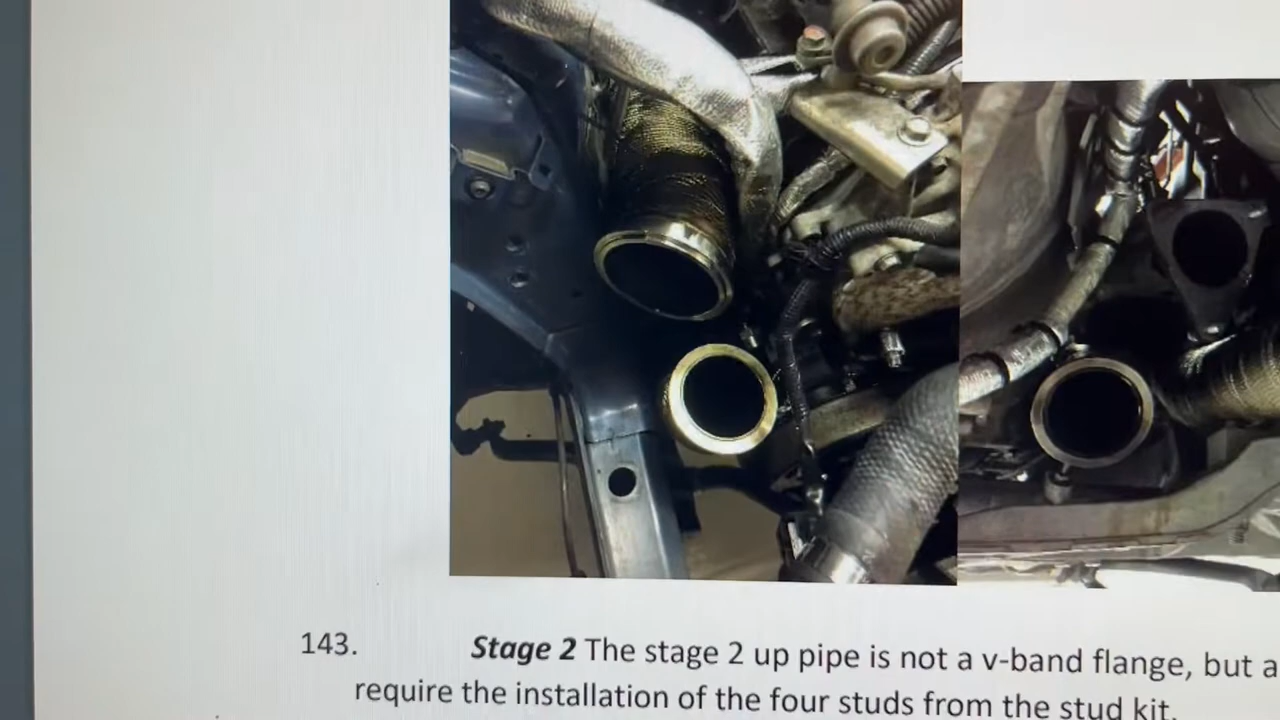 143. Stage 2 The stage 2 up pipe is not a v-band flange, but a
require the installation of the four studs from the stud kit.